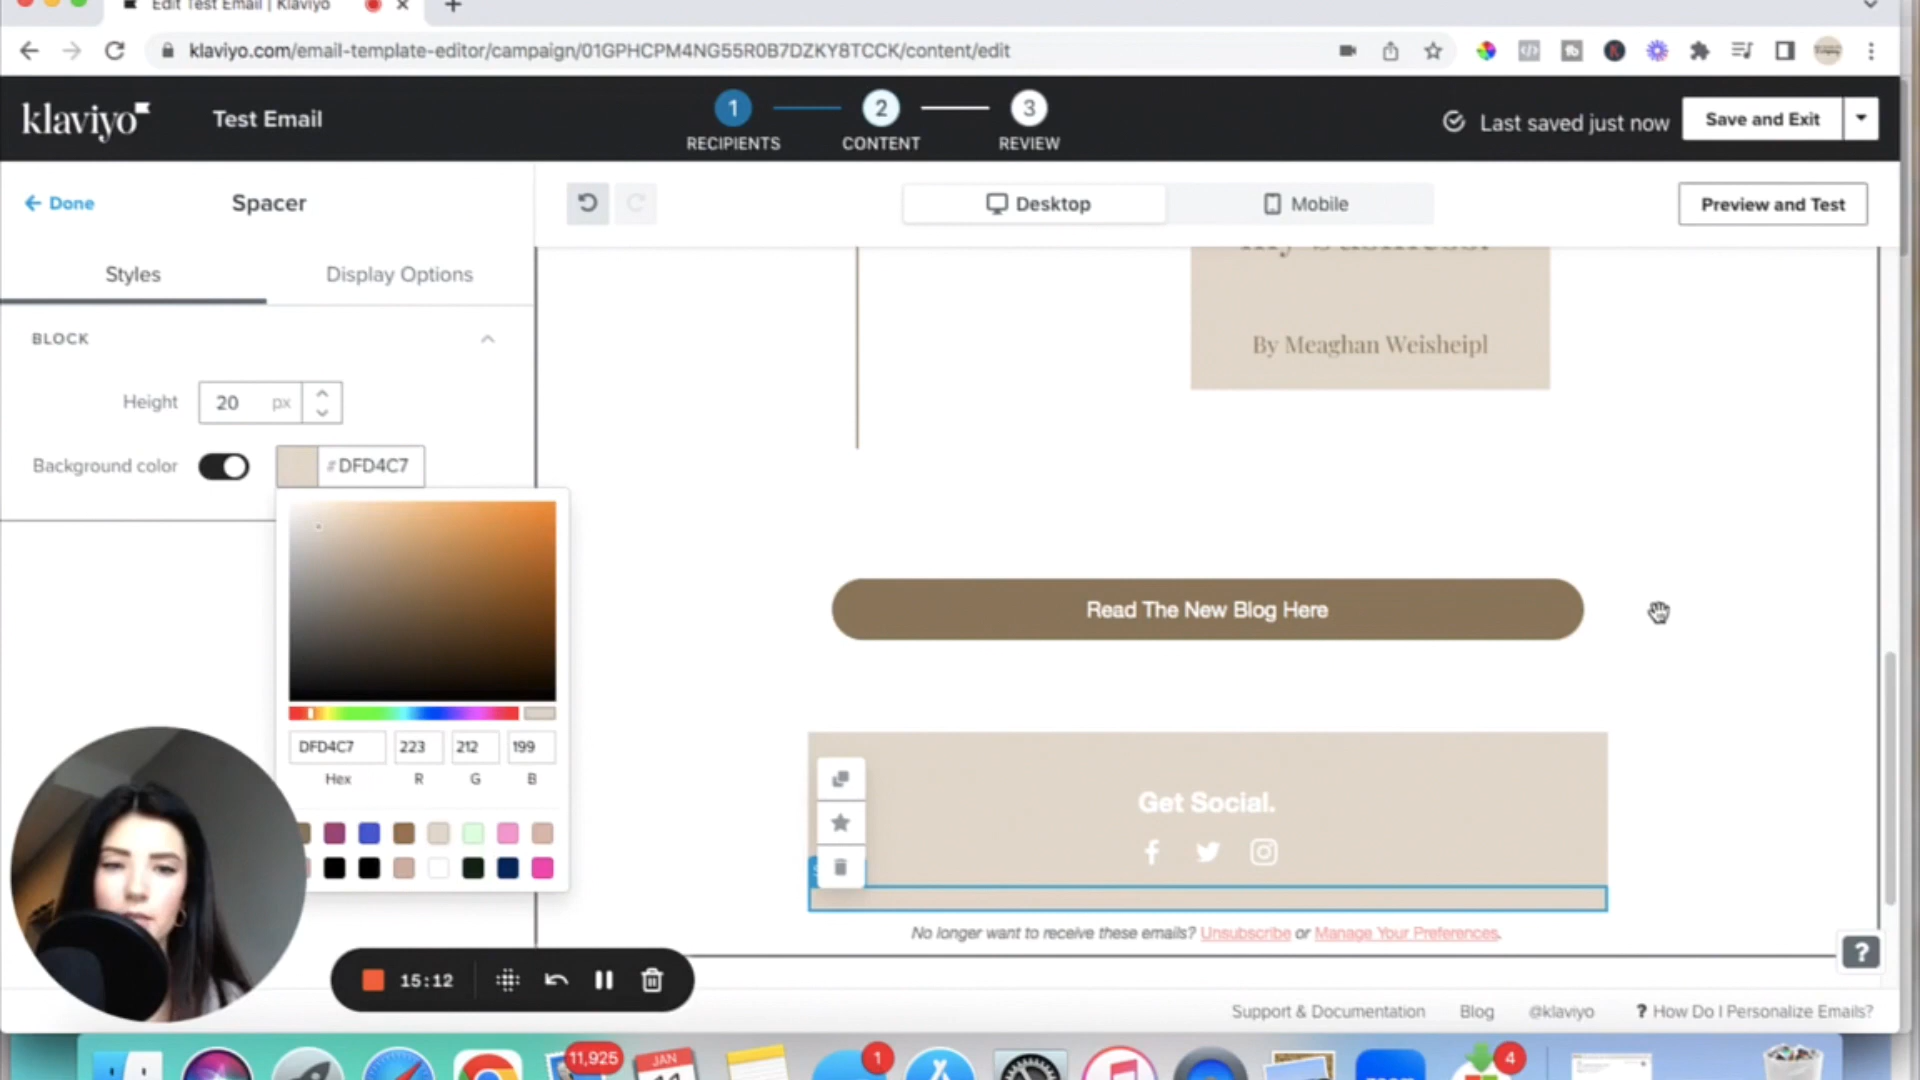 Edit Test Email | Klaviyo
klaviyo.com/email-template-editor/campaign/01GPHCPM4NG55R0B7DZKY8TCCK/content/edit
klaviyo
Test Email
1
2
3
RECIPIENTS
CONTENT
REVIEW
Last saved just now
Save and Exit
Done
Spacer
Desktop
Mobile
Preview and Test
Styles
Display Options
my business.
BLOCK
By Meaghan Weisheipl
Height
20
px
Background color
# DFD4C7
Read The New Blog Here
DFD4C7
223
212
199
Hex
R
G
B
Get Social.
No longer want to receive these emails? Unsubscribe or Manage Your Preferences.
?
15:12
Support & Documentation
Blog
@klaviyo
? How Do I Personalize Emails?
11,925
JAN
1
4